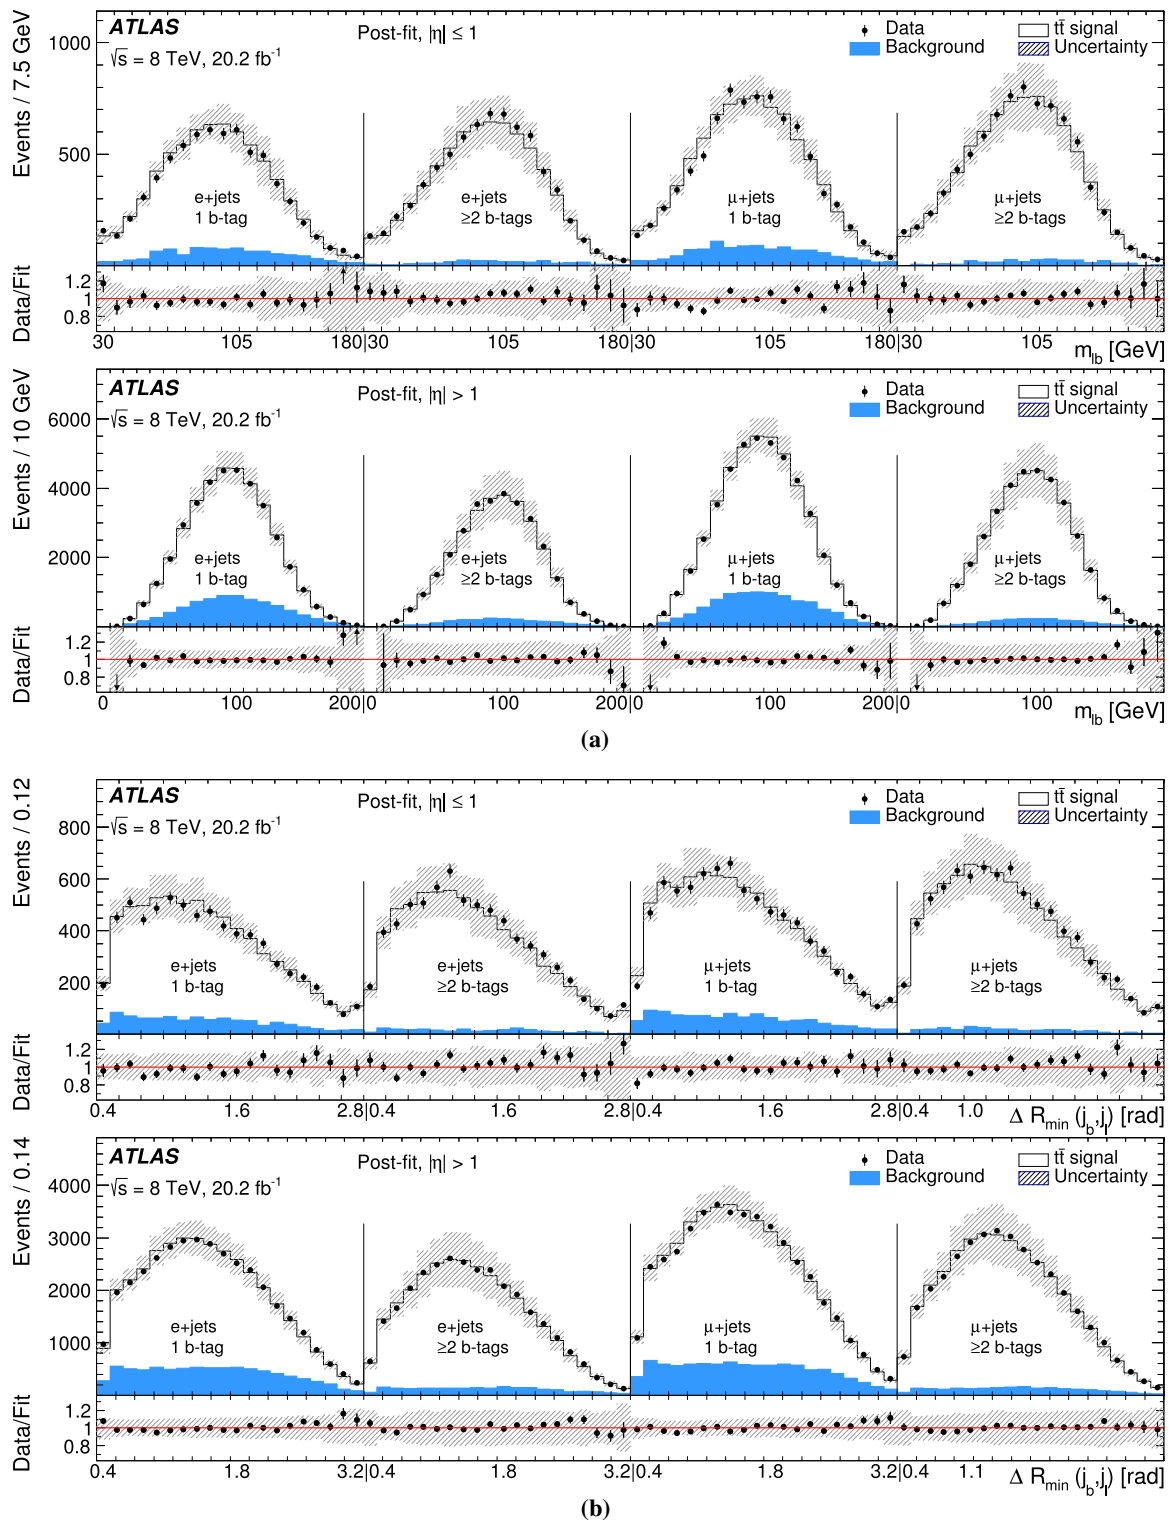 ATLAS
Post-fit, |η| ≤ 1
Data
tt̄ signal
Background
Uncertainty
√s = 8 TeV, 20.2 fb⁻¹
Events / 7.5 GeV
1000
500
e+jets
1 b-tag
e+jets
≥2 b-tags
μ+jets
1 b-tag
μ+jets
≥2 b-tags
Data/Fit
1.2
1
0.8
30 105 180|30 105 180|30 105 180|30 105
m_lb [GeV]
ATLAS
Post-fit, |η| > 1
Data
tt̄ signal
Background
Uncertainty
√s = 8 TeV, 20.2 fb⁻¹
Events / 10 GeV
6000
4000
2000
e+jets
1 b-tag
e+jets
≥2 b-tags
μ+jets
1 b-tag
μ+jets
≥2 b-tags
Data/Fit
1.2
1
0.8
0 100 200|0 100 200|0 100 200|0 100
m_lb [GeV]
(a)
ATLAS
Post-fit, |η| ≤ 1
Data
tt̄ signal
Background
Uncertainty
√s = 8 TeV, 20.2 fb⁻¹
Events / 0.12
800
600
400
200
e+jets
1 b-tag
e+jets
≥2 b-tags
μ+jets
1 b-tag
μ+jets
≥2 b-tags
Data/Fit
1.2
1
0.8
0.4 1.6 2.8|0.4 1.6 2.8|0.4 1.6 2.8|0.4 1.0
Δ R_min (j_b,j_l) [rad]
ATLAS
Post-fit, |η| > 1
Data
tt̄ signal
Background
Uncertainty
√s = 8 TeV, 20.2 fb⁻¹
Events / 0.14
4000
3000
2000
1000
e+jets
1 b-tag
e+jets
≥2 b-tags
μ+jets
1 b-tag
μ+jets
≥2 b-tags
Data/Fit
1.2
1
0.8
0.4 1.8 3.2|0.4 1.8 3.2|0.4 1.8 3.2|0.4 1.1
Δ R_min (j_b,j_l) [rad]
(b)